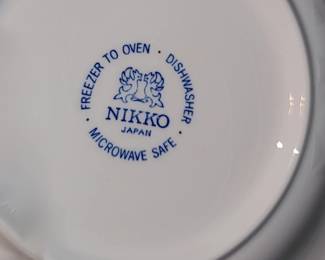 FREEZER TO OVEN · DISHWASHER · MICROWAVE SAFE ·
NIKKO
JAPAN